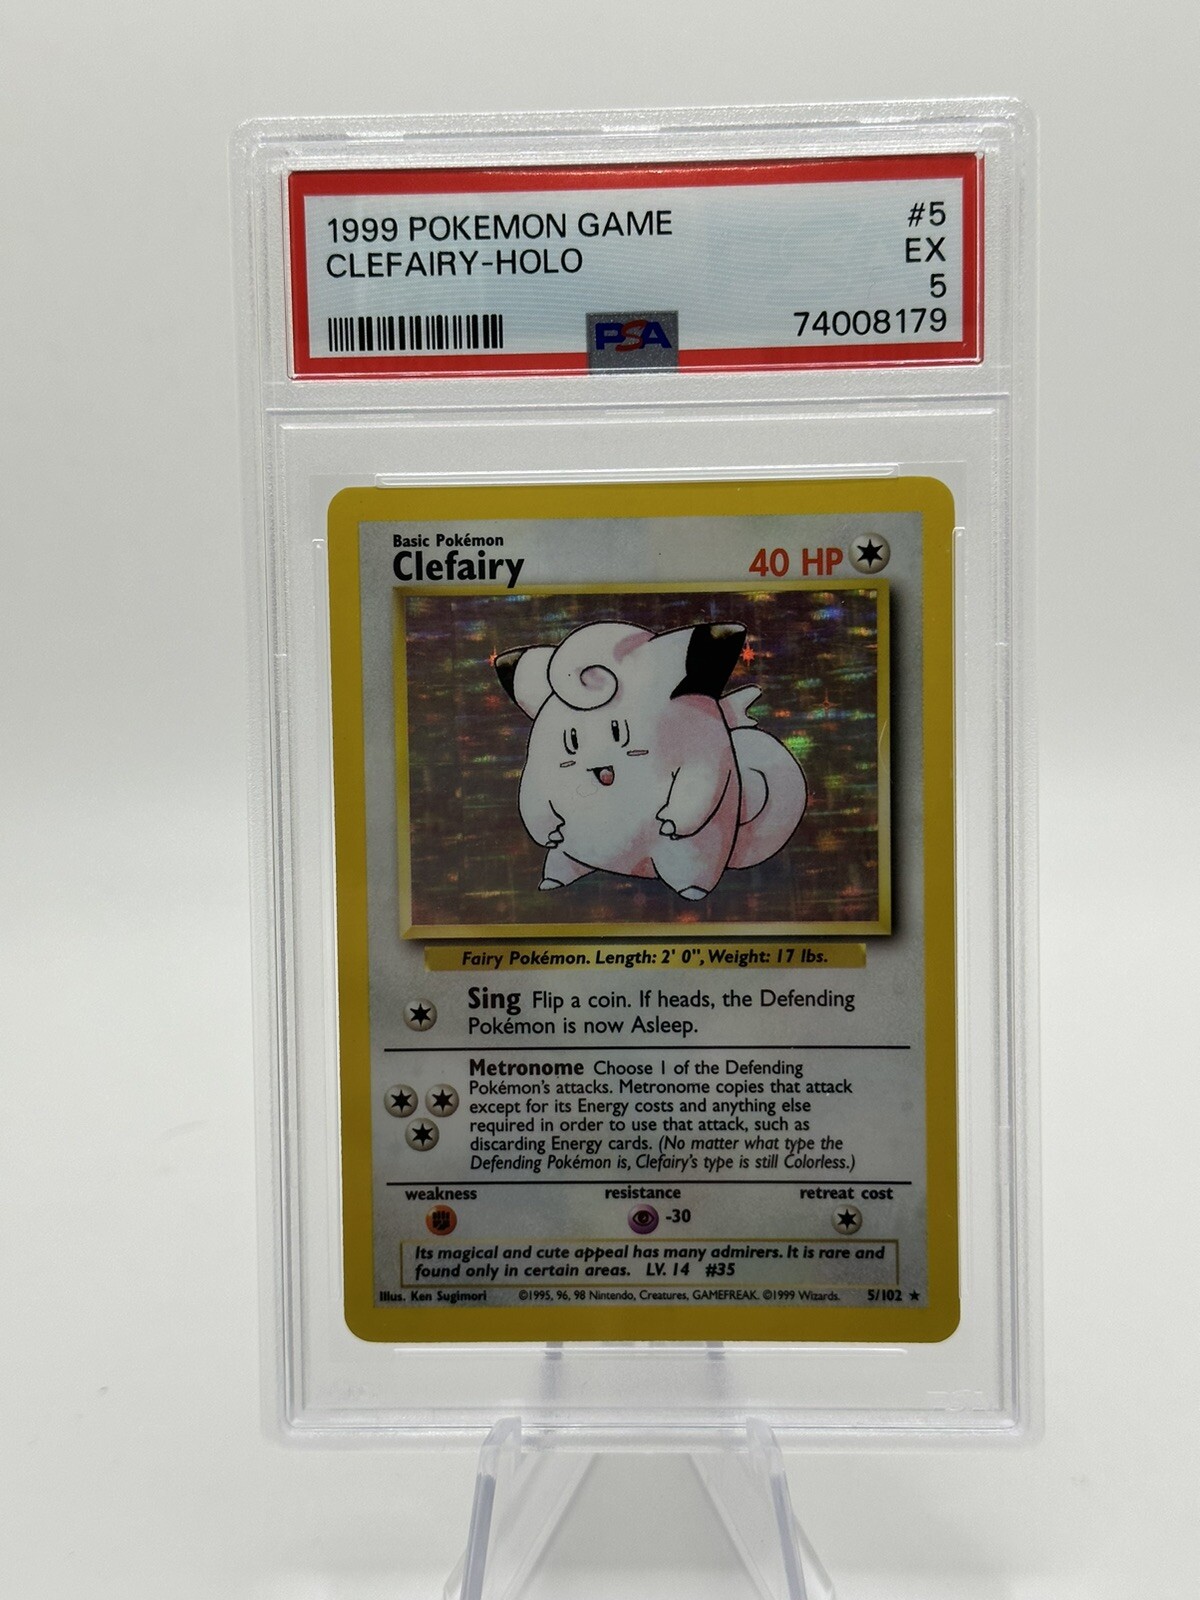 1999 POKEMON GAME #5
CLEFAIRY-HOLO EX
5
PSA 74008179
Basic Pokémon
Clefairy 40 HP
Fairy Pokémon. Length: 2' 0", Weight: 17 lbs.
Sing Flip a coin. If heads, the Defending
Pokémon is now Asleep.
Metronome Choose 1 of the Defending
Pokémon's attacks. Metronome copies that attack
except for its Energy costs and anything else
required in order to use that attack, such as
discarding Energy cards. (No matter what type the
Defending Pokémon is, Clefairy's type is still Colorless.)
weakness resistance retreat cost
-30
Its magical and cute appeal has many admirers. It is rare and
found only in certain areas. LV. 14 #35
Illus. Ken Sugimori ©1995, 96, 98 Nintendo, Creatures, GAMEFREAK. ©1999 Wizards. 5/102 ★